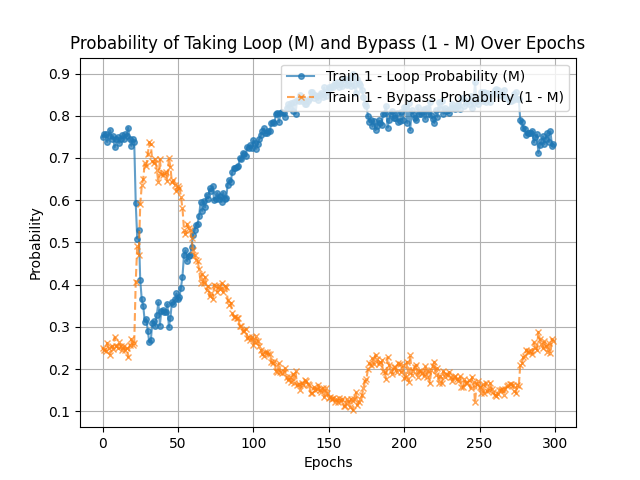 Probability of Taking Loop (M) and Bypass (1 - M) Over Epochs
Train 1 - Loop Probability (M)
Train 1 - Bypass Probability (1 - M)
Probability
0.9
0.8
0.7
0.6
0.5
0.4
0.3
0.2
0.1
0 50 100 150 200 250 300
Epochs